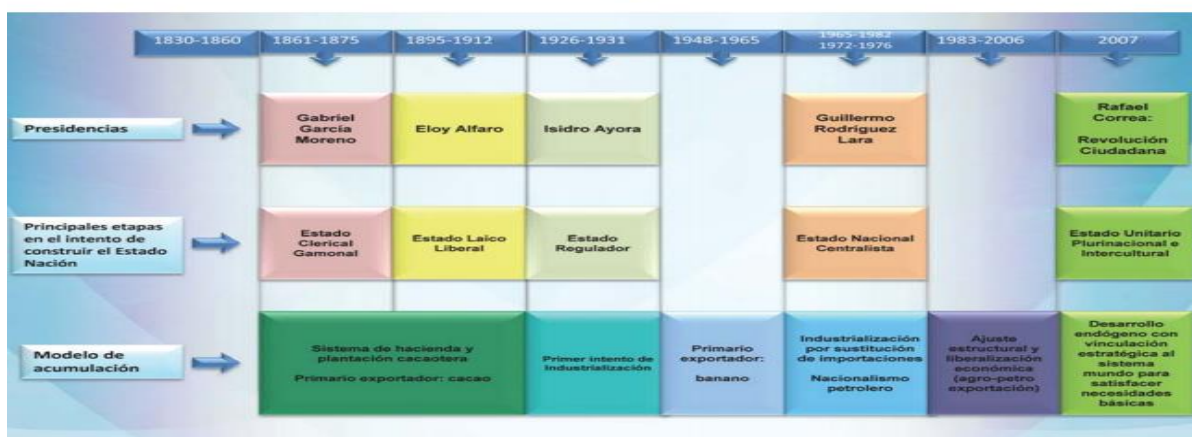 1830-1860
1861-1875
1895-1912
1926-1931
1948-1965
1965-1982
1972-1976
1983-2006
2007
Presidencias
Gabriel
García
Moreno
Eloy Alfaro
Isidro Ayora
Guillermo
Rodríguez
Lara
Rafael
Correa:
Revolución
Ciudadana
Principales etapas
en el intento de
construir el Estado
Nación
Estado
Clerical
Gamonal
Estado Laico
Liberal
Estado
Regulador
Estado Nacional
Centralista
Estado Unitario
Plurinacional e
Intercultural
Modelo de
acumulación
Sistema de hacienda y
plantación cacaotera
Primario exportador: cacao
Primer intento de
Industrialización
Primario
exportador:
banano
Industrialización
por sustitución
de importaciones
Nacionalismo
petrolero
Ajuste
estructural y
liberalización
económica
(agro-petro
exportación)
Desarrollo
endógeno con
vinculación
estratégica al
sistema
mundo para
satisfacer
necesidades
básicas